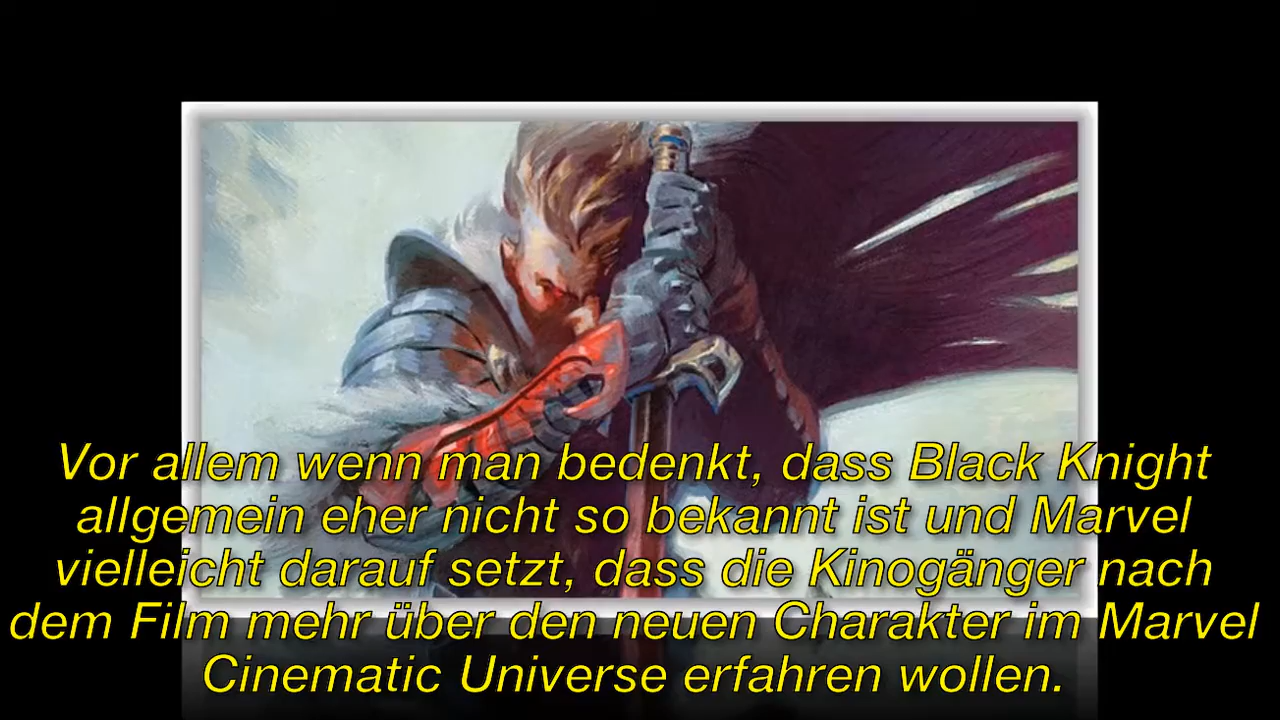 Vor allem wenn man bedenkt, dass Black Knight
allgemein eher nicht so bekannt ist und Marvel
vielleicht darauf setzt, dass die Kinogänger nach
dem Film mehr über den neuen Charakter im Marvel
Cinematic Universe erfahren wollen.